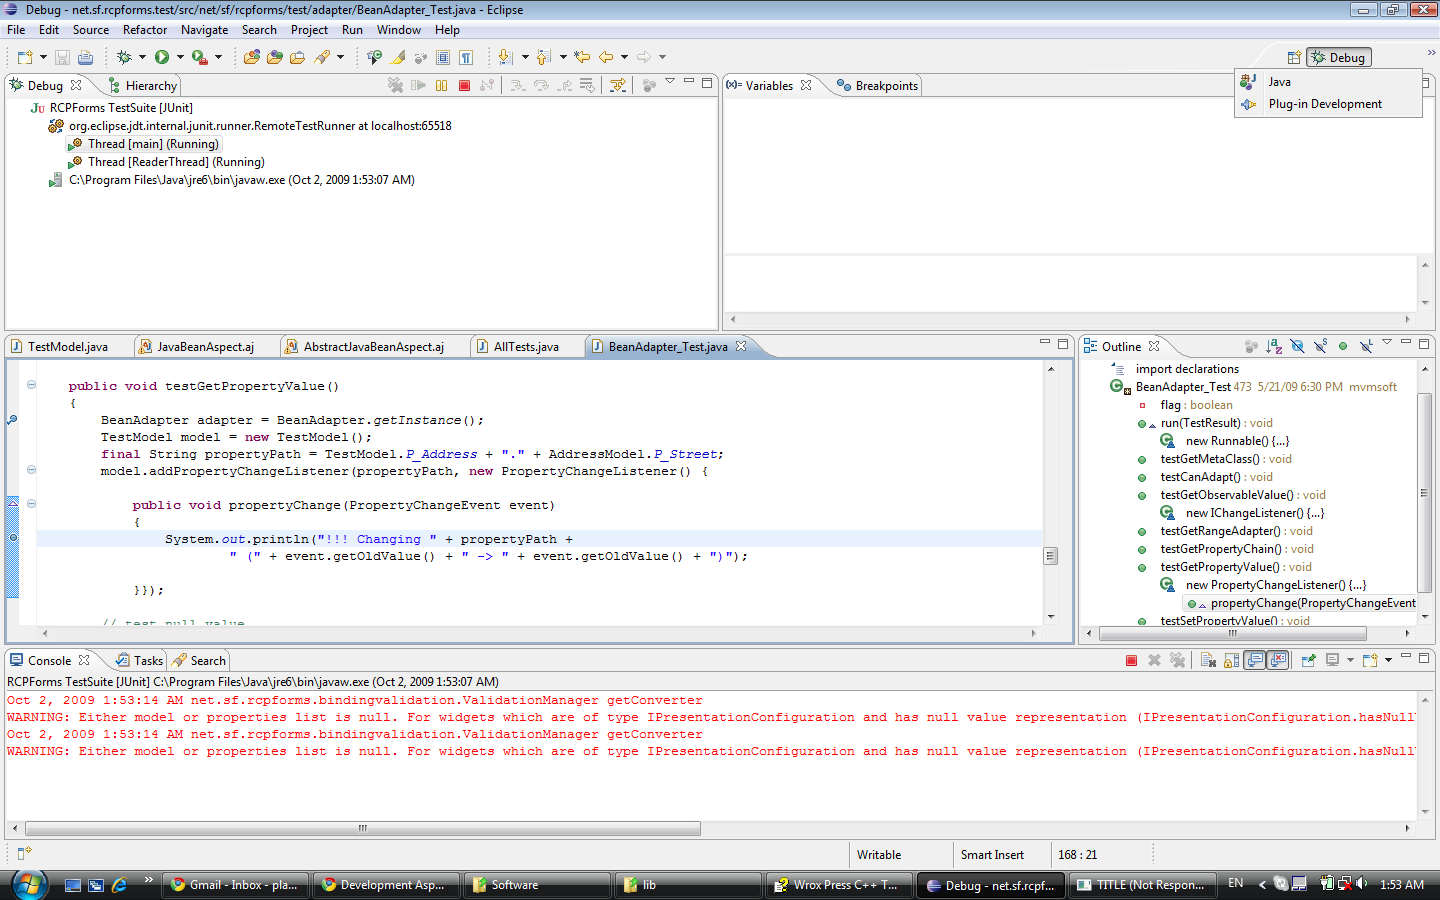 Debug - net.sf.rcpforms.test/src/net/sf/rcpforms/test/adapter/BeanAdapter_Test.java - Eclipse
File Edit Source Refactor Navigate Search Project Run Window Help
Debug
Java
Plug-in Development
Debug Hierarchy
RCPForms TestSuite [JUnit]
org.eclipse.jdt.internal.junit.runner.RemoteTestRunner at localhost:65518
Thread [main] (Running)
Thread [ReaderThread] (Running)
C:\Program Files\Java\jre6\bin\javaw.exe (Oct 2, 2009 1:53:07 AM)
(x)= Variables Breakpoints
TestModel.java JavaBeanAspect.aj AbstractJavaBeanAspect.aj AllTests.java BeanAdapter_Test.java
public void testGetPropertyValue()
{
BeanAdapter adapter = BeanAdapter.getInstance();
TestModel model = new TestModel();
final String propertyPath = TestModel.P_Address + "." + AddressModel.P_Street;
model.addPropertyChangeListener(propertyPath, new PropertyChangeListener() {
public void propertyChange(PropertyChangeEvent event)
{
System.out.println("!!! Changing " + propertyPath +
" (" + event.getOldValue() + " -> " + event.getOldValue() + ")");
}});
// test null value
Outline
import declarations
BeanAdapter_Test 473 5/21/09 6:30 PM mvmsoft
flag : boolean
run(TestResult) : void
new Runnable() {...}
testGetMetaClass() : void
testCanAdapt() : void
testGetObservableValue() : void
new IChangeListener() {...}
testGetRangeAdapter() : void
testGetPropertyChain() : void
testGetPropertyValue() : void
new PropertyChangeListener() {...}
propertyChange(PropertyChangeEvent
testSetPropertyValue() : void
Console Tasks Search
RCPForms TestSuite [JUnit] C:\Program Files\Java\jre6\bin\javaw.exe (Oct 2, 2009 1:53:07 AM)
Oct 2, 2009 1:53:14 AM net.sf.rcpforms.bindingvalidation.ValidationManager getConverter
WARNING: Either model or properties list is null. For widgets which are of type IPresentationConfiguration and has null value representation (IPresentationConfiguration.hasNull
Oct 2, 2009 1:53:14 AM net.sf.rcpforms.bindingvalidation.ValidationManager getConverter
WARNING: Either model or properties list is null. For widgets which are of type IPresentationConfiguration and has null value representation (IPresentationConfiguration.hasNull
Writable Smart Insert 168 : 21
Gmail - Inbox - pla... Development Asp... Software lib Wrox Press C++ T... Debug - net.sf.rcpf... TITLE (Not Respon... EN 1:53 AM